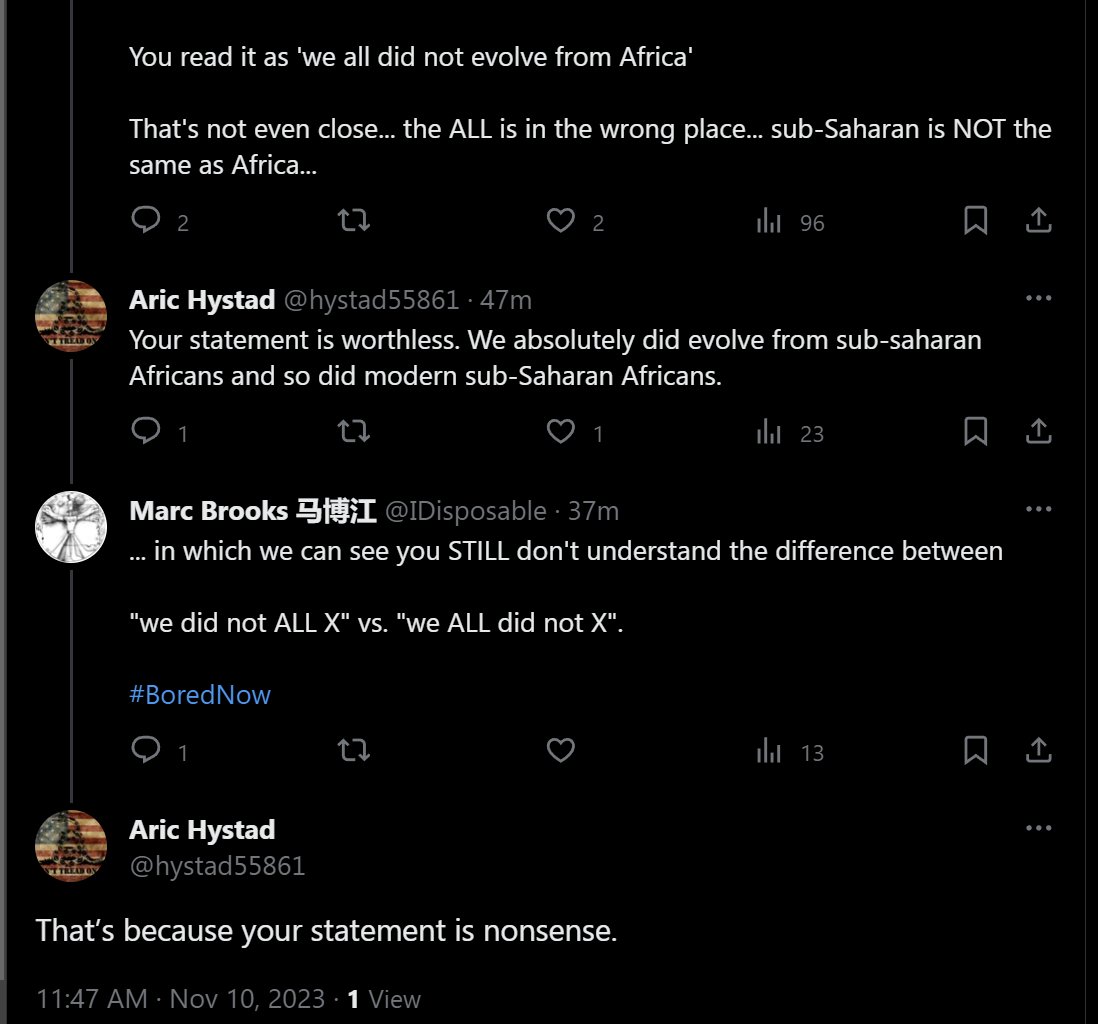 You read it as 'we all did not evolve from Africa'
That's not even close... the ALL is in the wrong place... sub-Saharan is NOT the
same as Africa...
2 2 96
Aric Hystad @hystad55861 · 47m
Your statement is worthless. We absolutely did evolve from sub-saharan
Africans and so did modern sub-Saharan Africans.
1 1 23
Marc Brooks 马博江 @IDisposable · 37m
... in which we can see you STILL don't understand the difference between
"we did not ALL X" vs. "we ALL did not X".
#BoredNow
1 13
Aric Hystad
@hystad55861
That’s because your statement is nonsense.
11:47 AM · Nov 10, 2023 · 1 View